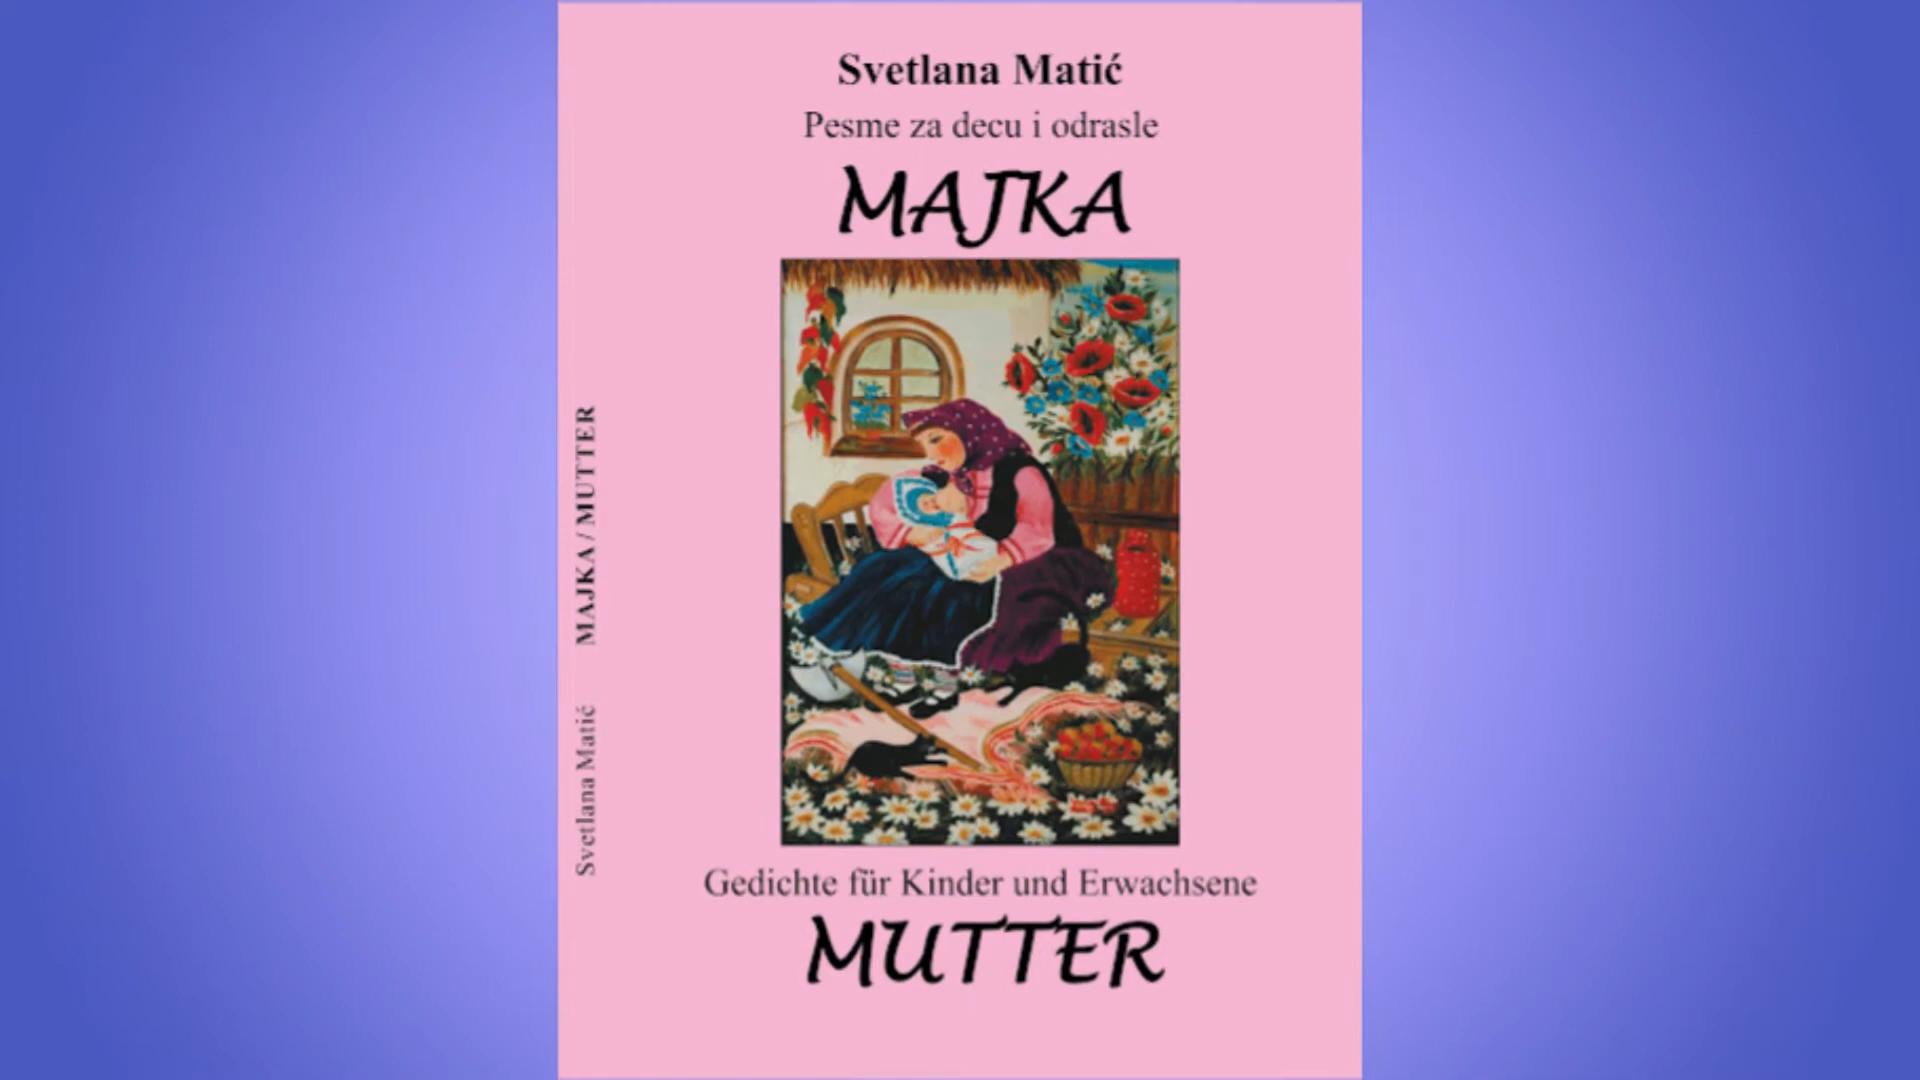 Svetlana Matić
Pesme za decu i odrasle
MAJKA
Gedichte für Kinder und Erwachsene
MUTTER
Svetlana Matić MAJKA / MUTTER